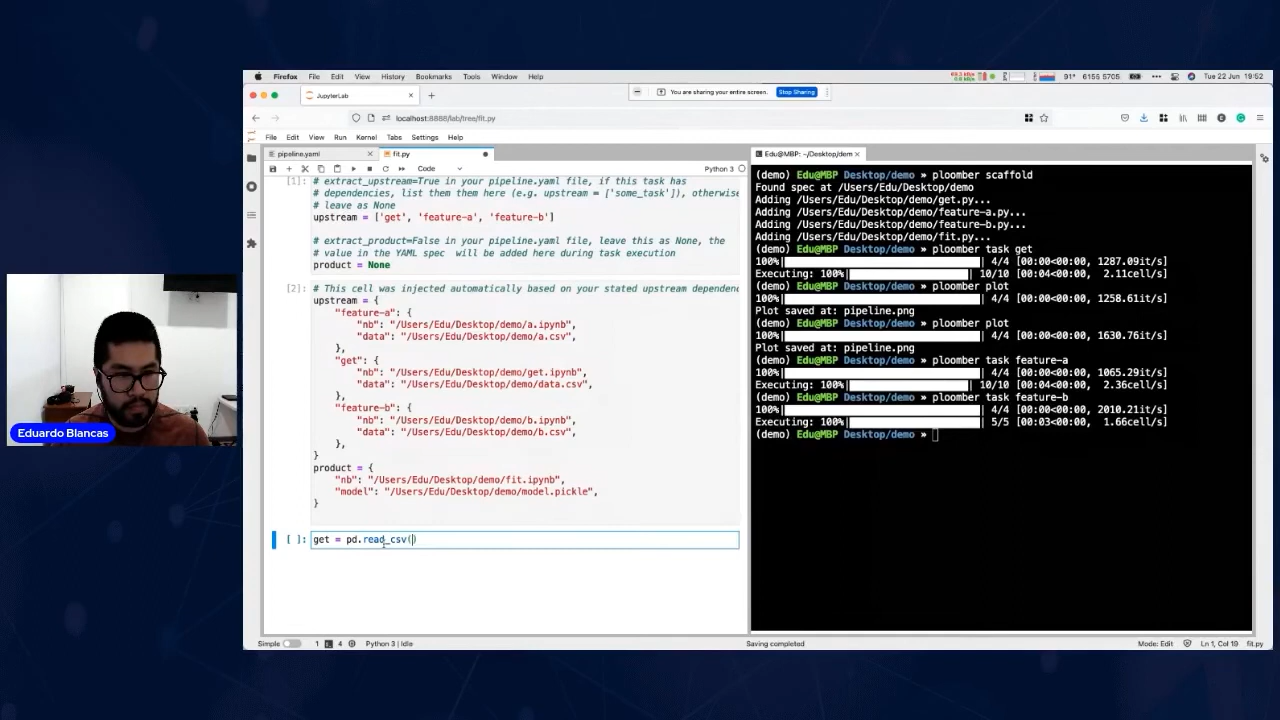 Firefox File Edit View History Bookmarks Tools Window Help
Tue 22 Jun 19:52
JupyterLab
You are sharing your entire screen. Stop Sharing
localhost:8888/lab/tree/fit.py
File Edit View Run Kernel Tabs Settings Help
pipeline.yaml
fit.py
Code
Python 3
[1]:
# extract_upstream=True in your pipeline.yaml file, if this task has
# dependencies, list them them here (e.g. upstream = ['some_task']), otherwise
# leave as None
upstream = ['get', 'feature-a', 'feature-b']
# extract_product=False in your pipeline.yaml file, leave this as None, the
# value in the YAML spec will be added here during task execution
product = None
[2]:
# This cell was injected automatically based on your stated upstream dependenc
upstream = {
"feature-a": {
"nb": "/Users/Edu/Desktop/demo/a.ipynb",
"data": "/Users/Edu/Desktop/demo/a.csv",
},
"get": {
"nb": "/Users/Edu/Desktop/demo/get.ipynb",
"data": "/Users/Edu/Desktop/demo/data.csv",
},
"feature-b": {
"nb": "/Users/Edu/Desktop/demo/b.ipynb",
"data": "/Users/Edu/Desktop/demo/b.csv",
},
}
product = {
"nb": "/Users/Edu/Desktop/demo/fit.ipynb",
"model": "/Users/Edu/Desktop/demo/model.pickle",
}
[ ]:
get = pd.read_csv()
Edu@MBP: ~/Desktop/dem
(demo) Edu@MBP Desktop/demo » ploomber scaffold
Found spec at /Users/Edu/Desktop/demo
Adding /Users/Edu/Desktop/demo/get.py...
Adding /Users/Edu/Desktop/demo/feature-a.py...
Adding /Users/Edu/Desktop/demo/feature-b.py...
Adding /Users/Edu/Desktop/demo/fit.py...
(demo) Edu@MBP Desktop/demo » ploomber task get
100%| | 4/4 [00:00<00:00, 1287.09it/s]
Executing: 100%| | 10/10 [00:04<00:00, 2.11cell/s]
(demo) Edu@MBP Desktop/demo » ploomber plot
100%| | 4/4 [00:00<00:00, 1258.61it/s]
Plot saved at: pipeline.png
(demo) Edu@MBP Desktop/demo » ploomber plot
100%| | 4/4 [00:00<00:00, 1630.76it/s]
Plot saved at: pipeline.png
(demo) Edu@MBP Desktop/demo » ploomber task feature-a
100%| | 4/4 [00:00<00:00, 1065.29it/s]
Executing: 100%| | 10/10 [00:04<00:00, 2.36cell/s]
(demo) Edu@MBP Desktop/demo » ploomber task feature-b
100%| | 4/4 [00:00<00:00, 2010.21it/s]
Executing: 100%| | 5/5 [00:03<00:00, 1.66cell/s]
(demo) Edu@MBP Desktop/demo »
Eduardo Blancas
Simple 1 4 Python 3 | Idle
Saving completed
Mode: Edit Ln 1, Col 19 fit.py